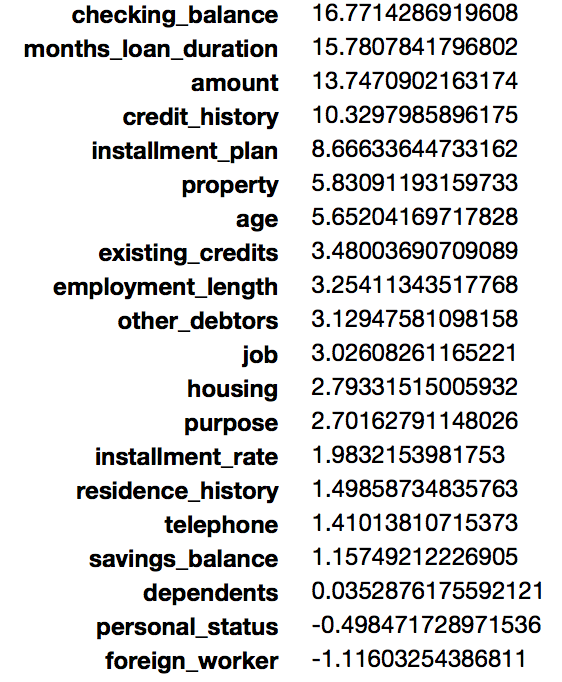 checking_balance 16.7714286919608
months_loan_duration 15.7807841796802
amount 13.7470902163174
credit_history 10.3297985896175
installment_plan 8.66633644733162
property 5.83091193159733
age 5.65204169717828
existing_credits 3.48003690709089
employment_length 3.25411343517768
other_debtors 3.12947581098158
job 3.02608261165221
housing 2.79331515005932
purpose 2.70162791148026
installment_rate 1.9832153981753
residence_history 1.49858734835763
telephone 1.41013810715373
savings_balance 1.15749212226905
dependents 0.0352876175592121
personal_status -0.498471728971536
foreign_worker -1.11603254386811